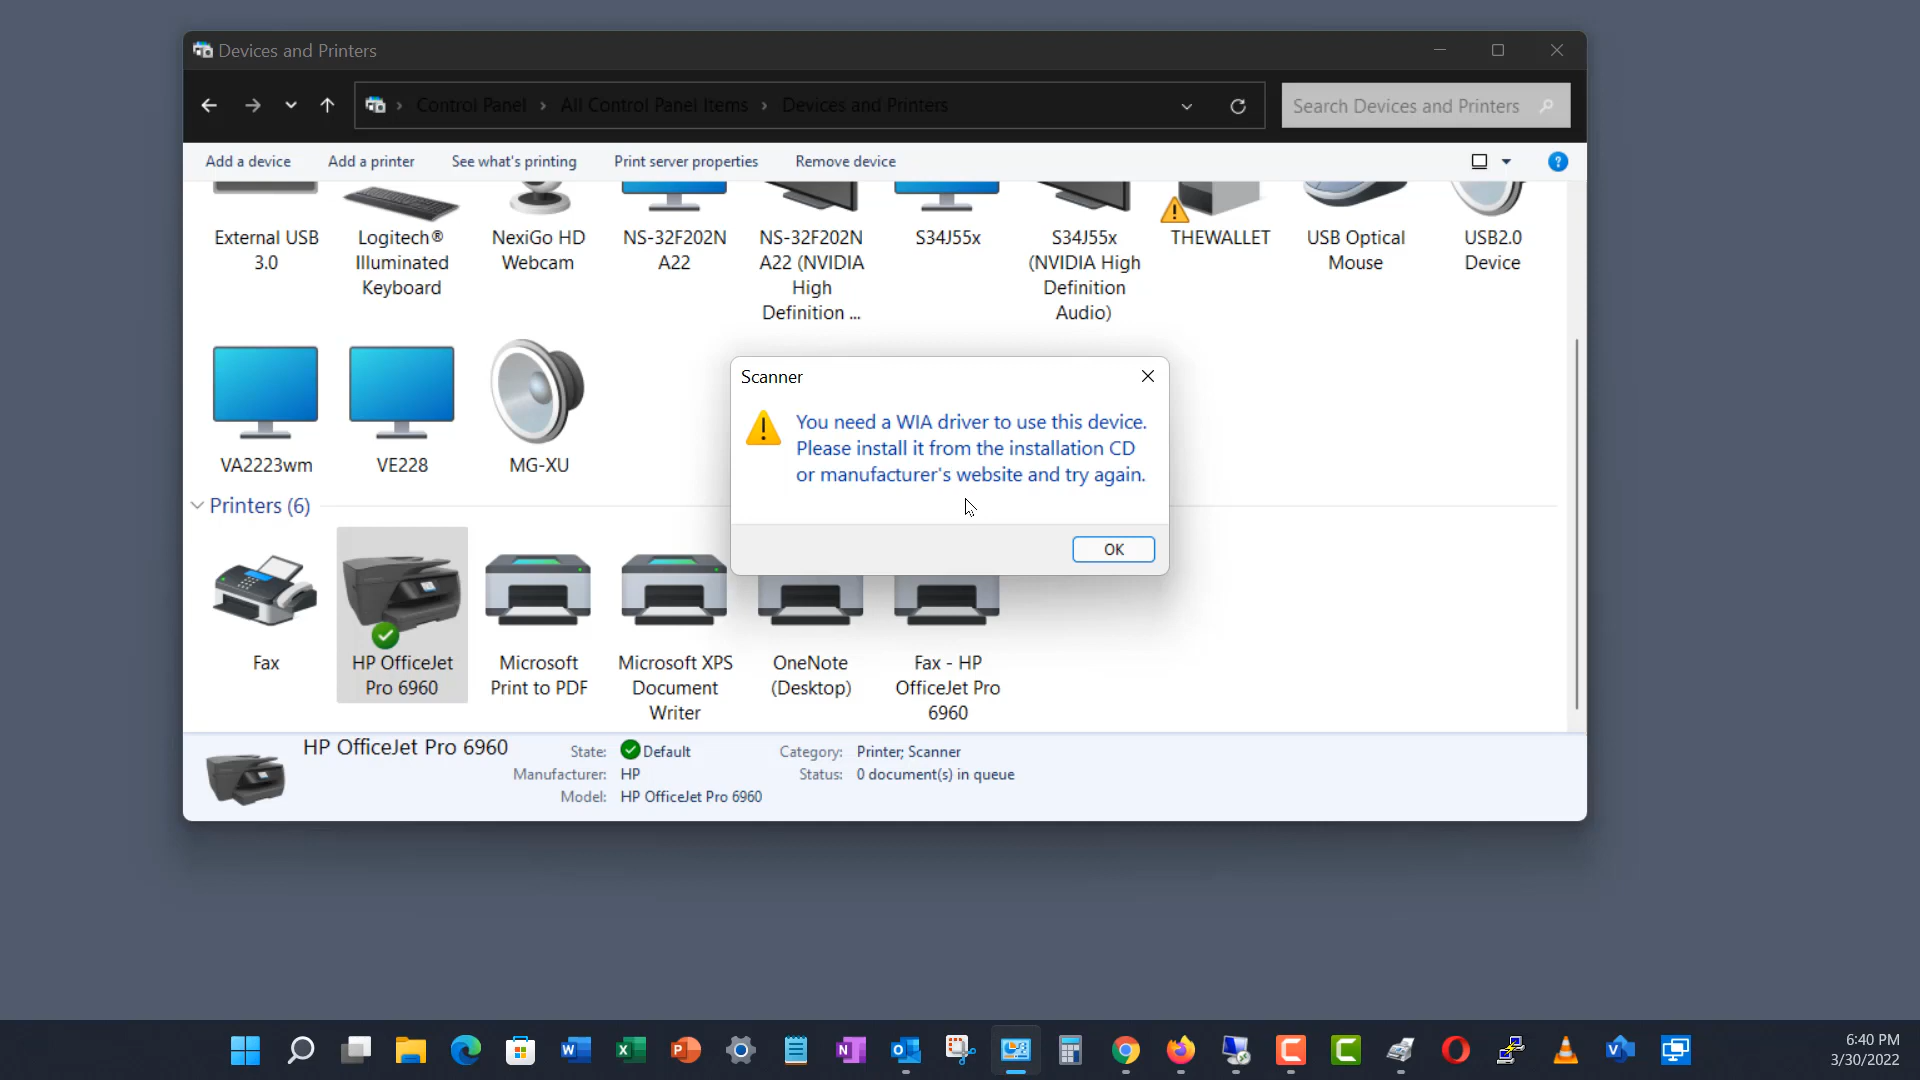 Devices and Printers
Control Panel > All Control Panel Items > Devices and Printers
Search Devices and Printers
Add a device
Add a printer
See what's printing
Print server properties
Remove device
External USB
3.0
Logitech®
Illuminated
Keyboard
NexiGo HD
Webcam
NS-32F202N
A22
NS-32F202N
A22 (NVIDIA
High
Definition ...
S34J55x
S34J55x
(NVIDIA High
Definition
Audio)
THEWALLET
USB Optical
Mouse
USB2.0
Device
VA2223wm
VE228
MG-XU
Scanner
You need a WIA driver to use this device.
Please install it from the installation CD
or manufacturer's website and try again.
OK
Printers (6)
Fax
HP OfficeJet
Pro 6960
Microsoft
Print to PDF
Microsoft XPS
Document
Writer
OneNote
(Desktop)
Fax - HP
OfficeJet Pro
6960
HP OfficeJet Pro 6960
State: Default
Manufacturer: HP
Model: HP OfficeJet Pro 6960
Category: Printer; Scanner
Status: 0 document(s) in queue
6:40 PM
3/30/2022